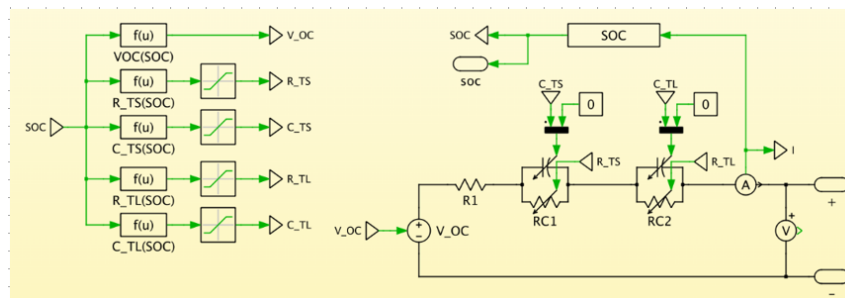 f(u)
VOC(SOC)
V_OC
f(u)
R_TS(SOC)
R_TS
SOC
f(u)
C_TS(SOC)
C_TS
f(u)
R_TL(SOC)
R_TL
f(u)
C_TL(SOC)
C_TL
SOC
SOC
soc
C_TS
0
C_TL
0
R_TS
R_TL
I
R1
RC1
RC2
A
+
V_OC
+
−
V_OC
+
V
−